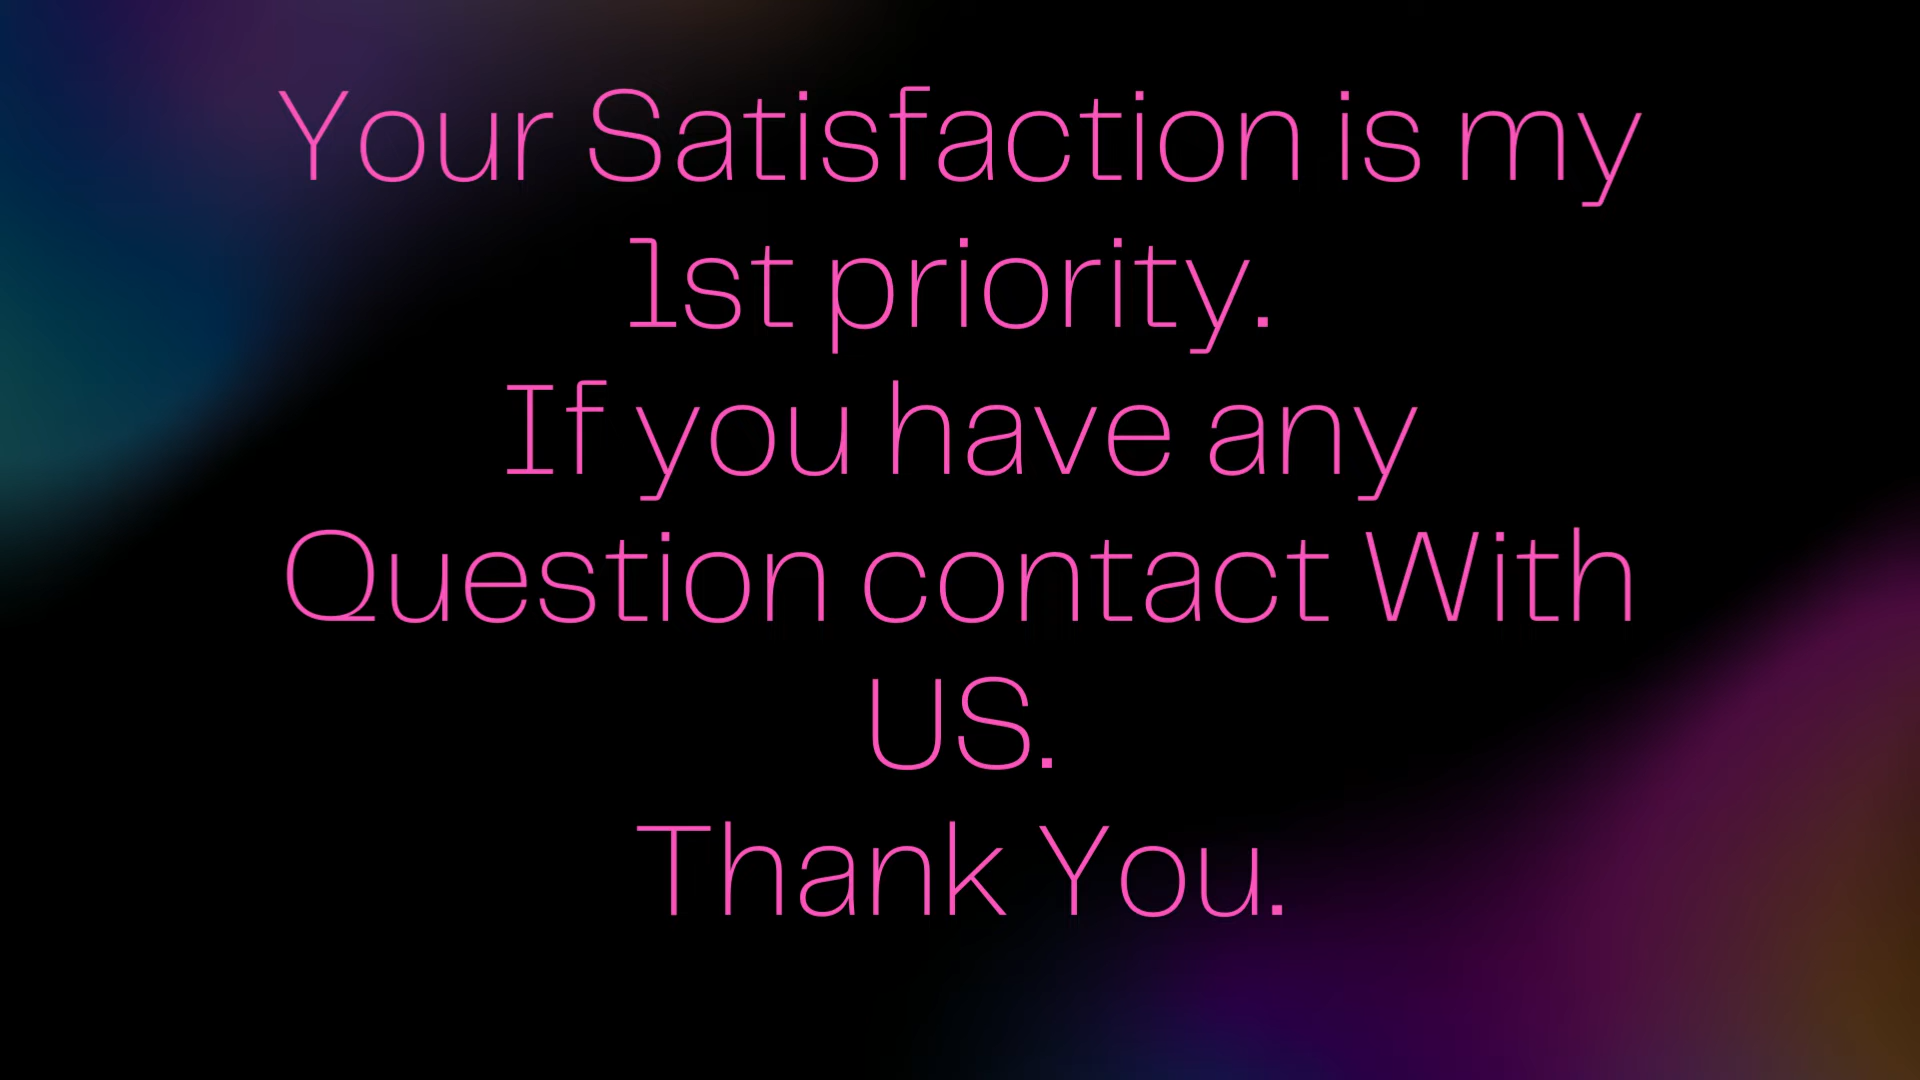 Your Satisfaction is my
1st priority.
If you have any
Question contact With
US.
Thank You.